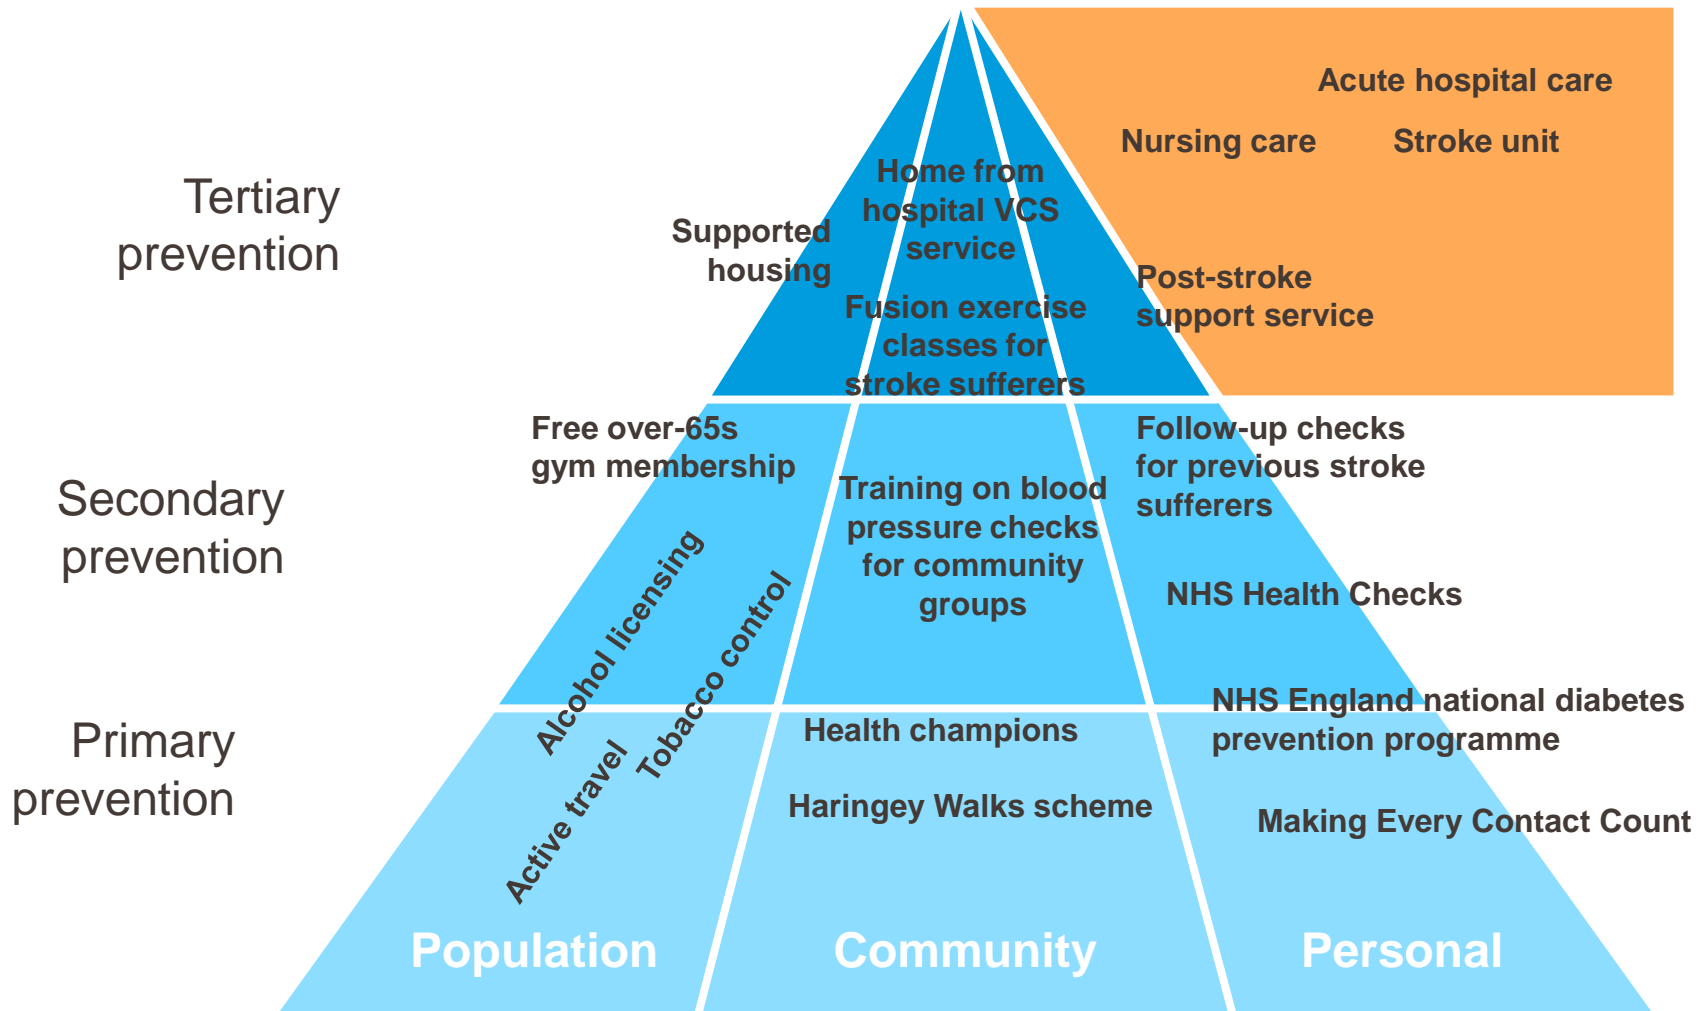 Acute hospital care
Nursing care
Stroke unit
Tertiary
prevention
Supported
housing
Home from
hospital VCS
service
Fusion exercise
classes for
stroke sufferers
Post-stroke
support service
Secondary
prevention
Free over-65s
gym membership
Training on blood
pressure checks
for community
groups
Follow-up checks
for previous stroke
sufferers
NHS Health Checks
Alcohol licensing
Tobacco control
Primary
prevention
Active travel
Health champions
Haringey Walks scheme
NHS England national diabetes
prevention programme
Making Every Contact Count
Population
Community
Personal